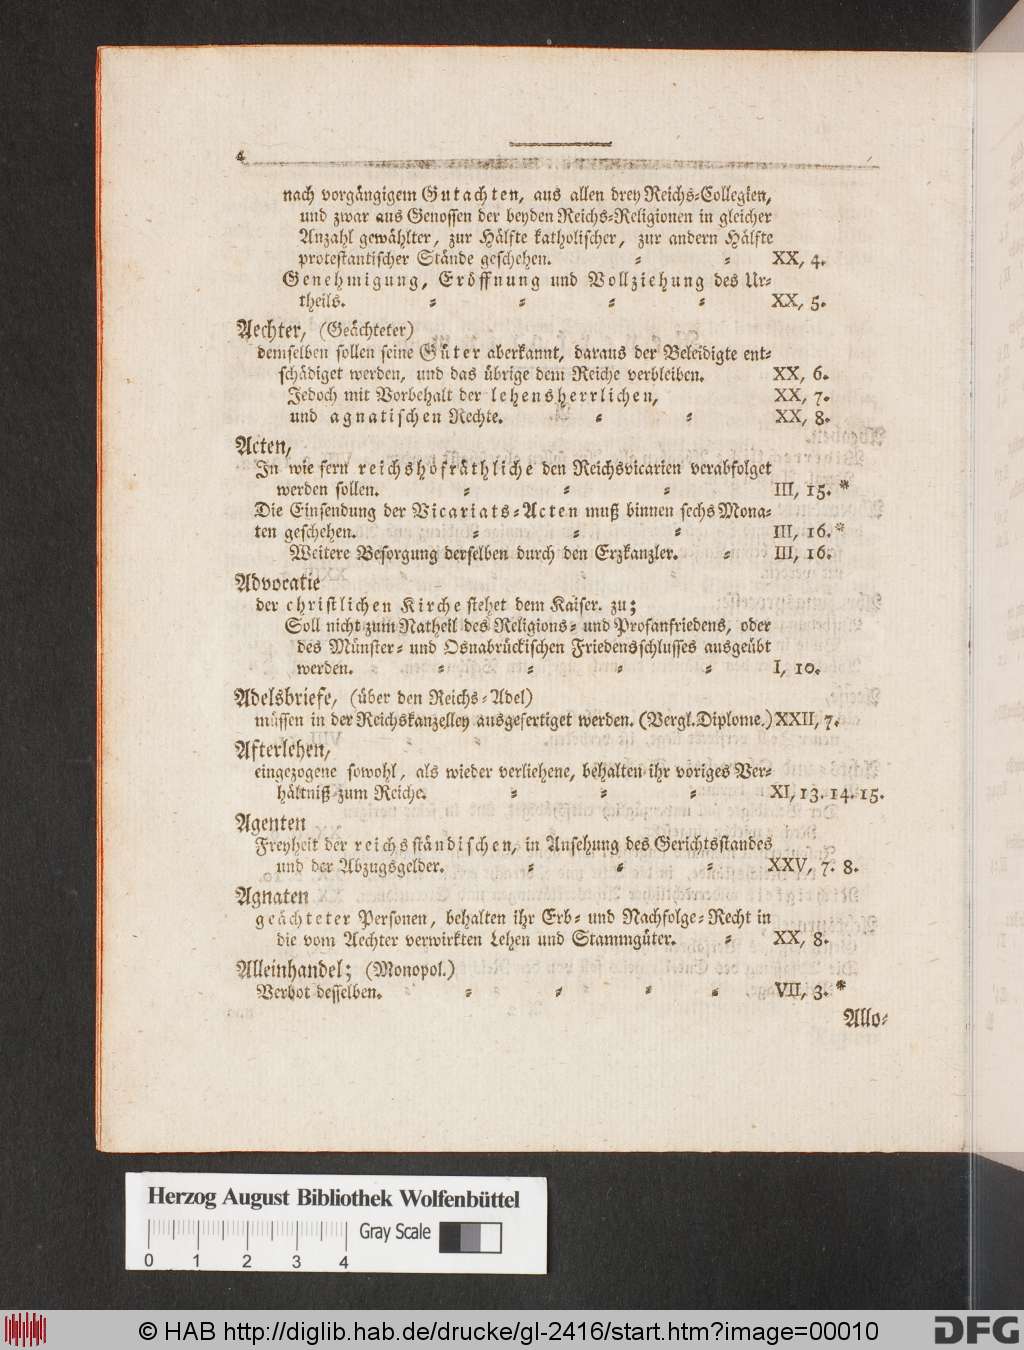 nach vorgängigem Gutachten, aus allen drey Reichs-Collegien,
und zwar aus Genossen der beyden Reichs-Religionen in gleicher
Anzahl gewählter, zur Hälfte katholischer, zur andern Hälfte
protestantischer Stände geschehen. = = XX, 4.
Genehmigung, Eröffnung und Vollziehung des Ur=
theils. = = = = XX, 5.
Aechter, (Geächteter)
demselben sollen seine Güter aberkannt, daraus der Beleidigte ent=
schädiget werden, und das übrige dem Reiche verbleiben. XX, 6.
Jedoch mit Vorbehalt der lehensherrlichen, XX, 7.
und agnatischen Rechte. = = XX, 8.
Acten,
In wie fern reichshofräthliche den Reichsvicarien verabfolget
werden sollen. = = = III, 15. *
Die Einsendung der Vicariats=Acten muß binnen sechs Mona=
ten geschehen. = = = III, 16. *
Weitere Besorgung derselben durch den Erzkanzler. = III, 16.
Advocatie
der christlichen Kirche stehet dem Kaiser. zu;
Soll nicht zum Natheil des Religions= und Profanfriedens, oder
des Münster= und Osnabrückischen Friedensschlusses ausgeübt
werden. = = = = I, 10.
Adelsbriefe, (über den Reichs=Adel)
müssen in der Reichskanzelley ausgefertiget werden. (Vergl. Diplome.) XXII, 7.
Afterlehen,
eingezogene sowohl, als wieder verliehene, behalten ihr voriges Ver=
hältniß zum Reiche. = = = XI, 13. 14. 15.
Agenten
Freyheit der reichsständischen, in Ansehung des Gerichtsstandes
und der Abzugsgelder. = = = XXV, 7. 8.
Agnaten
geächteter Personen, behalten ihr Erb= und Nachfolge=Recht in
die vom Aechter verwirkten Lehen und Stammgüter. = XX, 8.
Alleinhandel; (Monopol.)
Verbot desselben. = = = = VII, 3. *
Allo=
Herzog August Bibliothek Wolfenbüttel
Gray Scale
0 1 2 3 4
© HAB http://diglib.hab.de/drucke/gl-2416/start.htm?image=00010
DFG